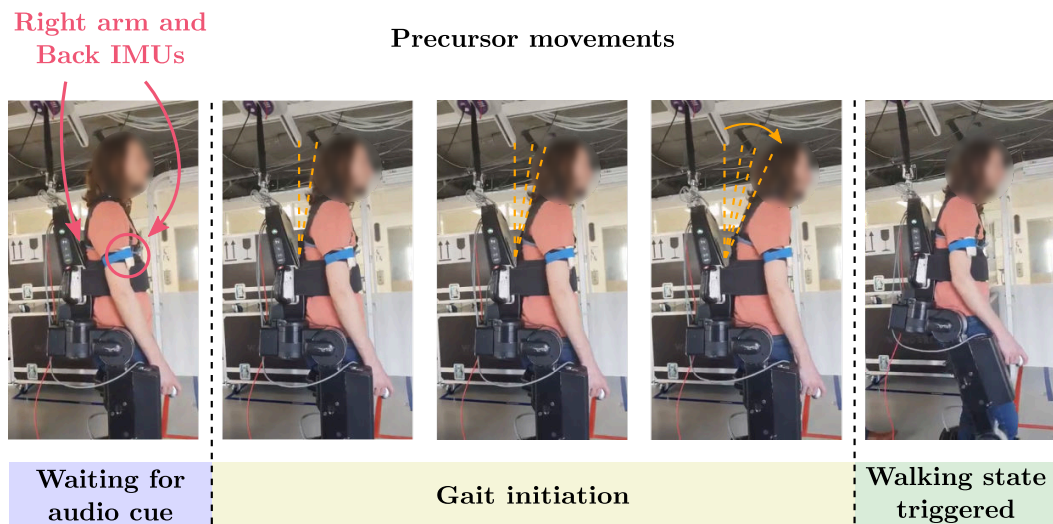 Right arm and
Back IMUs
Precursor movements
Waiting for
audio cue
Gait initiation
Walking state
triggered